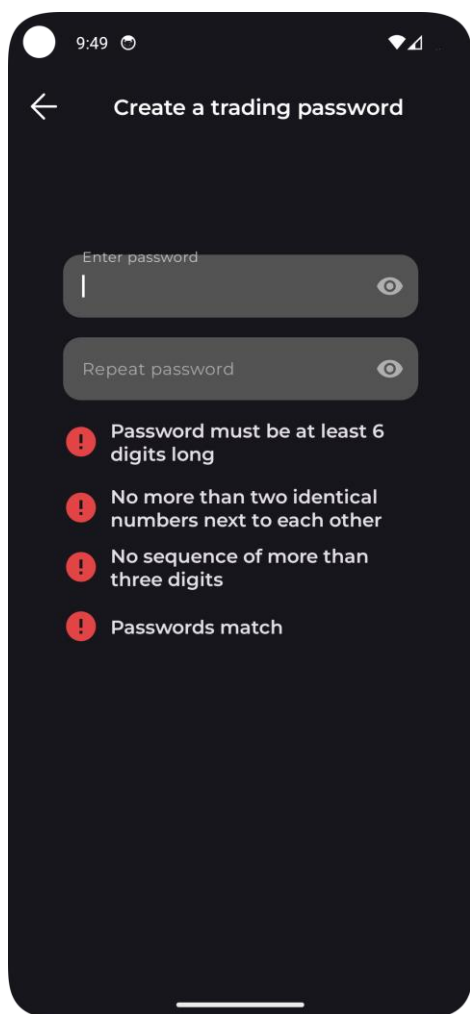 9:49
Create a trading password
Enter password
Repeat password
Password must be at least 6
digits long
No more than two identical
numbers next to each other
No sequence of more than
three digits
Passwords match